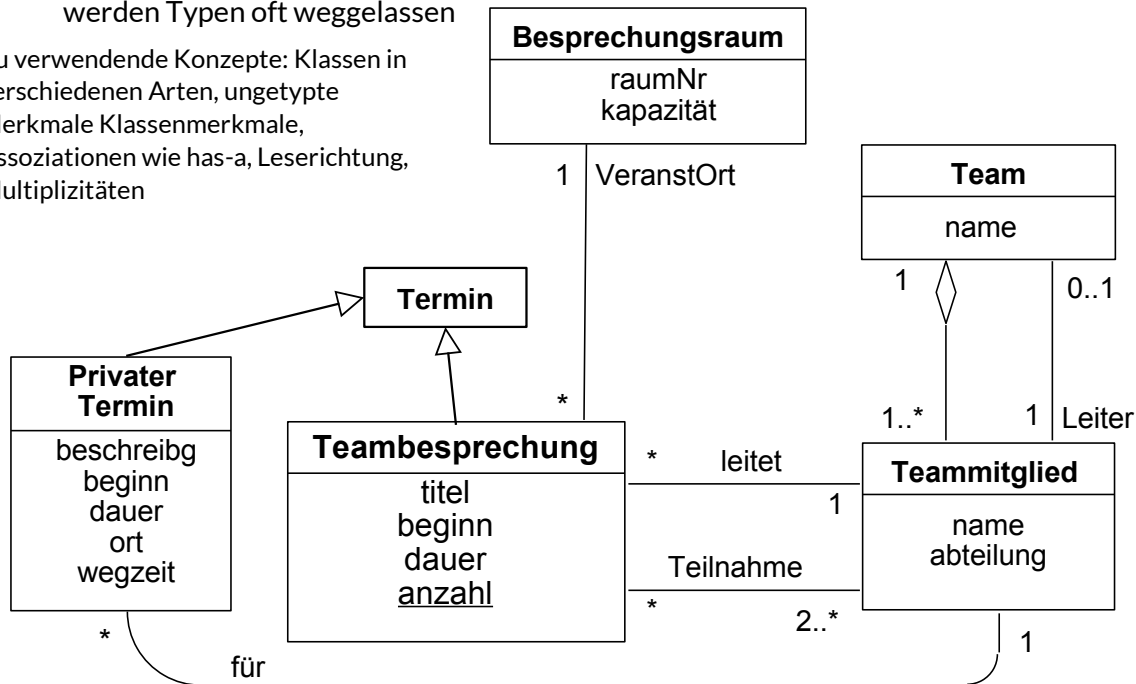 werden Typen oft weggelassen
u verwendende Konzepte: Klassen in
erschiedenen Arten, ungetypte
erkmale Klassenmerkmale,
ssoziationen wie has-a, Leserichtung,
ultiplizitäten
Besprechungsraum
raumNr
kapazität
1 VeranstOrt
*
Team
name
1
0..1
1..*
1 Leiter
Termin
Privater
Termin
beschreibg
beginn
dauer
ort
wegzeit
Teambesprechung
titel
beginn
dauer
anzahl
* leitet
1
Teilnahme
*
2..*
Teammitglied
name
abteilung
*
für
1